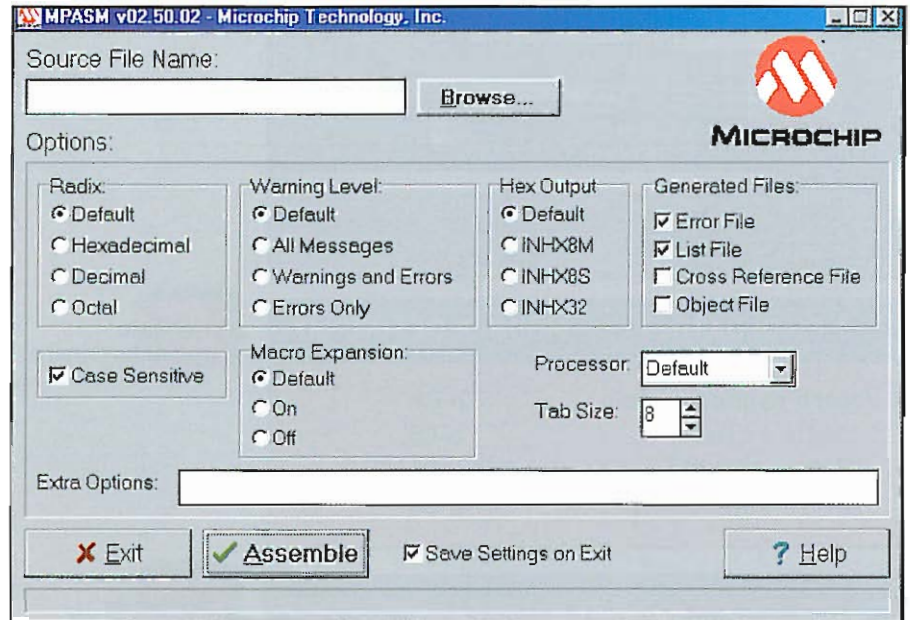 MPASM v02.50.02 - Microchip Technology, Inc.
Source File Name:
Browse...
MICROCHIP
Options:
Radix:
Default
Hexadecimal
Decimal
Octal
Warning Level:
Default
All Messages
Warnings and Errors
Errors Only
Hex Output
Default
INHX8M
INHX8S
INHX32
Generated Files:
Error File
List File
Cross Reference File
Object File
Case Sensitive
Macro Expansion:
Default
On
Off
Processor: Default
Tab Size: 8
Extra Options:
Exit
Assemble
Save Settings on Exit
? Help